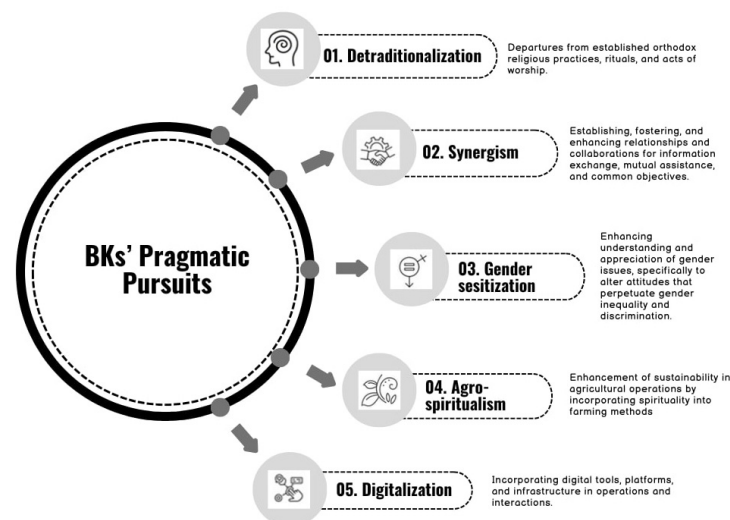 01. Detraditionalization
Departures from established orthodox
religious practices, rituals, and acts of
worship.
02. Synergism
Establishing, fostering, and
enhancing relationships and
collaborations for information
exchange, mutual assistance,
and common objectives.
BKs' Pragmatic
Pursuits
03. Gender
sesitization
Enhancing
understanding and
appreciation of gender
issues, specifically to
alter attitudes that
perpetuate gender
inequality and
discrimination.
04. Agro-
spiritualism
Enhancement of sustainability in
agricultural operations by
incorporating spirituality into
farming methods
05. Digitalization
Incorporating digital tools, platforms,
and infrastructure in operations and
interactions.